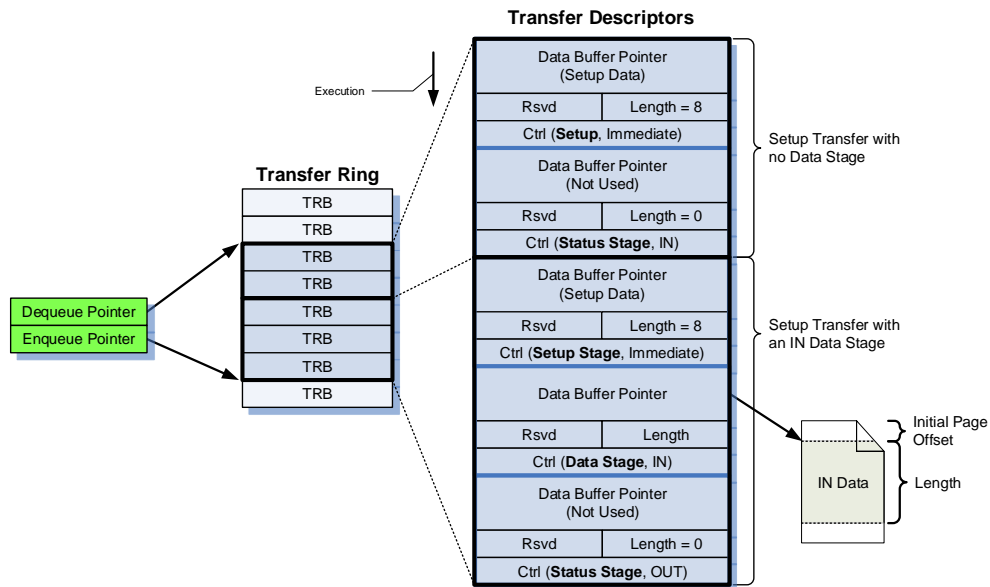 Transfer Descriptors
Data Buffer Pointer
(Setup Data)
Rsvd
Length = 8
Ctrl (Setup, Immediate)
Data Buffer Pointer
(Not Used)
Rsvd
Length = 0
Ctrl (Status Stage, IN)
Data Buffer Pointer
(Setup Data)
Rsvd
Length = 8
Ctrl (Setup Stage, Immediate)
Data Buffer Pointer
Rsvd
Length
Ctrl (Data Stage, IN)
Data Buffer Pointer
(Not Used)
Rsvd
Length = 0
Ctrl (Status Stage, OUT)
Execution
Setup Transfer with
no Data Stage
Setup Transfer with
an IN Data Stage
Transfer Ring
TRB
TRB
TRB
TRB
TRB
TRB
TRB
TRB
Dequeue Pointer
Enqueue Pointer
IN Data
Initial Page
Offset
Length